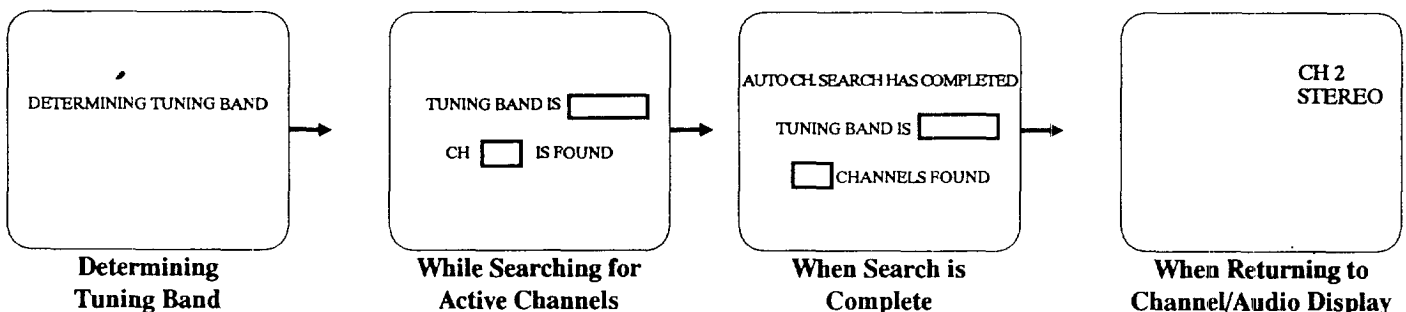 DETERMINING TUNING BAND
TUNING BAND IS
CH IS FOUND
AUTO CH. SEARCH HAS COMPLETED
TUNING BAND IS
CHANNELS FOUND
CH 2
STEREO
Determining
Tuning Band
While Searching for
Active Channels
When Search is
Complete
When Returning to
Channel/Audio Display